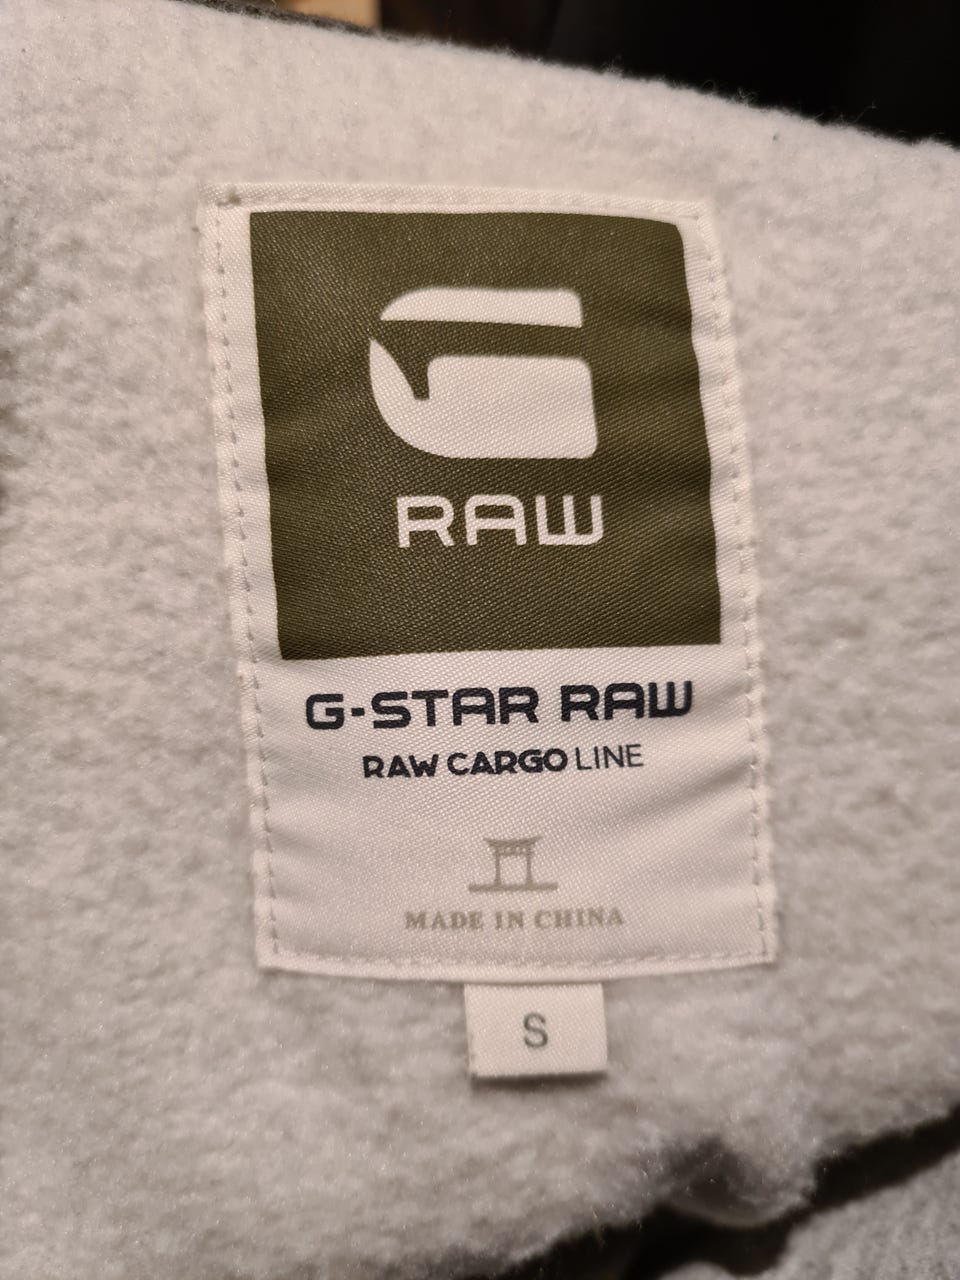 G
RAW
G-STAR RAW
RAW CARGO LINE
MADE IN CHINA
S